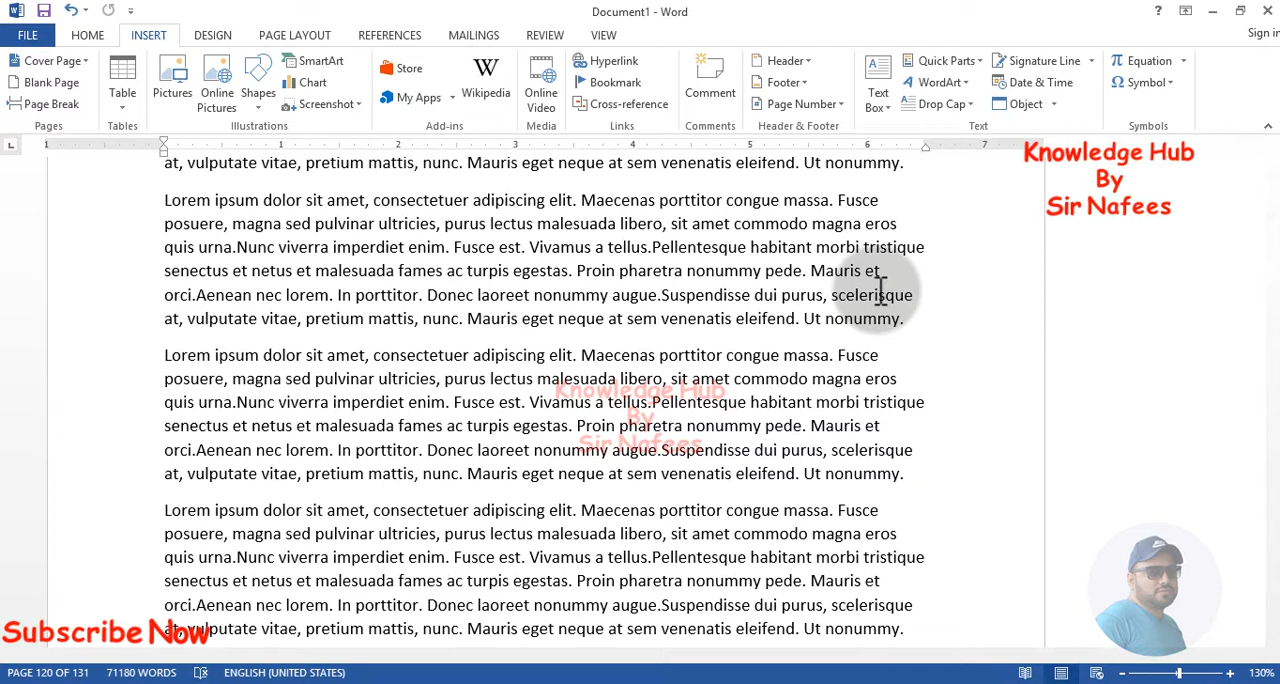 Document1 - Word
?
FILE HOME INSERT DESIGN PAGE LAYOUT REFERENCES MAILINGS REVIEW VIEW Sign in
Cover Page
Blank Page
Page Break
Pages
Table
Tables
Pictures
Online Pictures
Shapes
SmartArt
Chart
Screenshot
Illustrations
Store
My Apps
Wikipedia
Add-ins
Online Video
Media
Hyperlink
Bookmark
Cross-reference
Links
Comment
Comments
Header
Footer
Page Number
Header & Footer
Text Box
Quick Parts
WordArt
Drop Cap
Signature Line
Date & Time
Object
Text
Equation
Symbol
Symbols
1 1 2 3 4 5 6 7
Knowledge Hub
By
Sir Nafees
at, vulputate vitae, pretium mattis, nunc. Mauris eget neque at sem venenatis eleifend. Ut nonummy.
Lorem ipsum dolor sit amet, consectetuer adipiscing elit. Maecenas porttitor congue massa. Fusce
posuere, magna sed pulvinar ultricies, purus lectus malesuada libero, sit amet commodo magna eros
quis urna.Nunc viverra imperdiet enim. Fusce est. Vivamus a tellus.Pellentesque habitant morbi tristique
senectus et netus et malesuada fames ac turpis egestas. Proin pharetra nonummy pede. Mauris et
orci.Aenean nec lorem. In porttitor. Donec laoreet nonummy augue.Suspendisse dui purus, scelerisque
at, vulputate vitae, pretium mattis, nunc. Mauris eget neque at sem venenatis eleifend. Ut nonummy.
Lorem ipsum dolor sit amet, consectetuer adipiscing elit. Maecenas porttitor congue massa. Fusce
posuere, magna sed pulvinar ultricies, purus lectus malesuada libero, sit amet commodo magna eros
quis urna.Nunc viverra imperdiet enim. Fusce est. Vivamus a tellus.Pellentesque habitant morbi tristique
senectus et netus et malesuada fames ac turpis egestas. Proin pharetra nonummy pede. Mauris et
orci.Aenean nec lorem. In porttitor. Donec laoreet nonummy augue.Suspendisse dui purus, scelerisque
at, vulputate vitae, pretium mattis, nunc. Mauris eget neque at sem venenatis eleifend. Ut nonummy.
Knowledge Hub
By
Sir Nafees
Lorem ipsum dolor sit amet, consectetuer adipiscing elit. Maecenas porttitor congue massa. Fusce
posuere, magna sed pulvinar ultricies, purus lectus malesuada libero, sit amet commodo magna eros
quis urna.Nunc viverra imperdiet enim. Fusce est. Vivamus a tellus.Pellentesque habitant morbi tristique
senectus et netus et malesuada fames ac turpis egestas. Proin pharetra nonummy pede. Mauris et
orci.Aenean nec lorem. In porttitor. Donec laoreet nonummy augue.Suspendisse dui purus, scelerisque
at, vulputate vitae, pretium mattis, nunc. Mauris eget neque at sem venenatis eleifend. Ut nonummy.
Subscribe Now
PAGE 120 OF 131 71180 WORDS ENGLISH (UNITED STATES) 130%